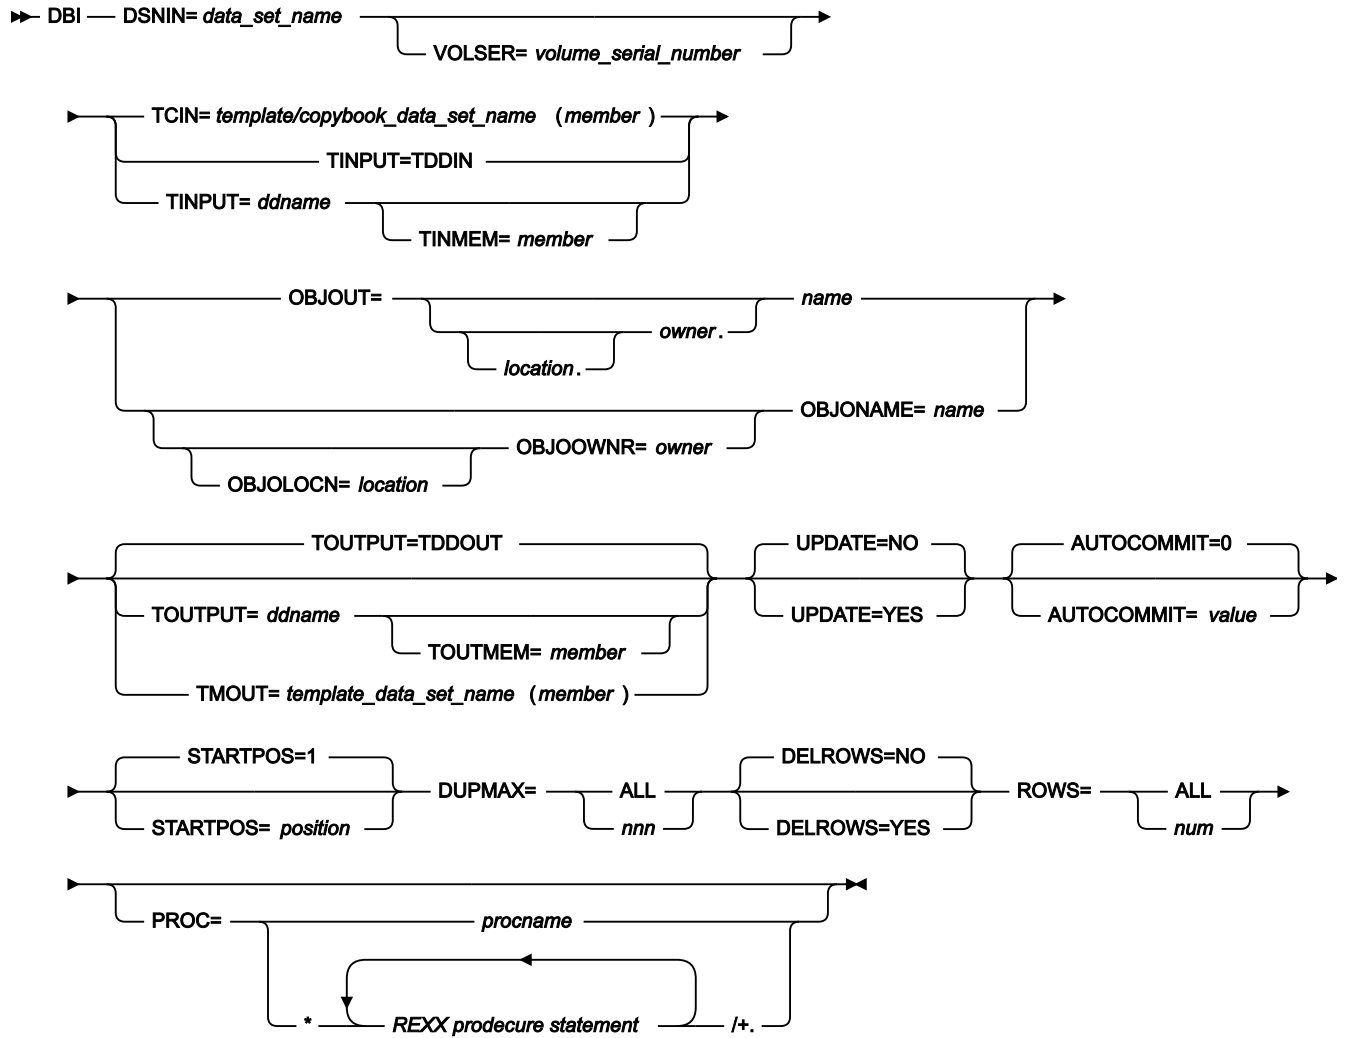 DBI DSNIN= data_set_name
VOLSER= volume_serial_number
TCIN= template/copybook_data_set_name (member )
TINPUT=TDDIN
TINPUT= ddname
TINMEM= member
OBJOUT= name
owner.
location.
OBJONAME= name
OBJOOWNR= owner
OBJOLOCN= location
TOUTPUT=TDDOUT UPDATE=NO AUTOCOMMIT=0
TOUTPUT= ddname UPDATE=YES AUTOCOMMIT= value
TOUTMEM= member
TMOUT= template_data_set_name (member )
STARTPOS=1 DELROWS=NO
DUPMAX= ALL ROWS= ALL
STARTPOS= position nnn DELROWS=YES num
PROC= procname
* REXX prodecure statement /+.